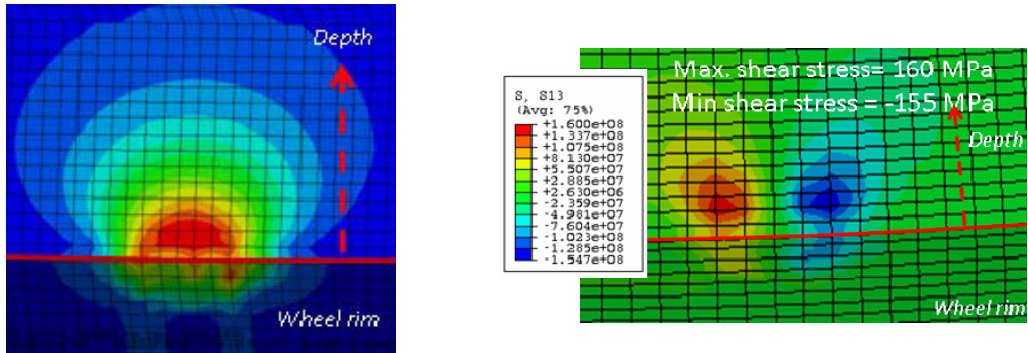 Depth
Wheel rim
S, S13
(Avg: 75%)
+1.600e+08
+1.337e+08
+1.075e+08
+8.130e+07
+5.507e+07
+2.885e+07
+2.630e+06
-2.359e+07
-4.981e+07
-7.604e+07
-1.023e+08
-1.285e+08
-1.547e+08
Max. shear stress= 160 MPa
Min shear stress = -155 MPa
Depth
Wheel rim